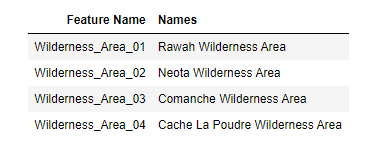 Feature Name Names
Wilderness_Area_01 Rawah Wilderness Area
Wilderness_Area_02 Neota Wilderness Area
Wilderness_Area_03 Comanche Wilderness Area
Wilderness_Area_04 Cache La Poudre Wilderness Area